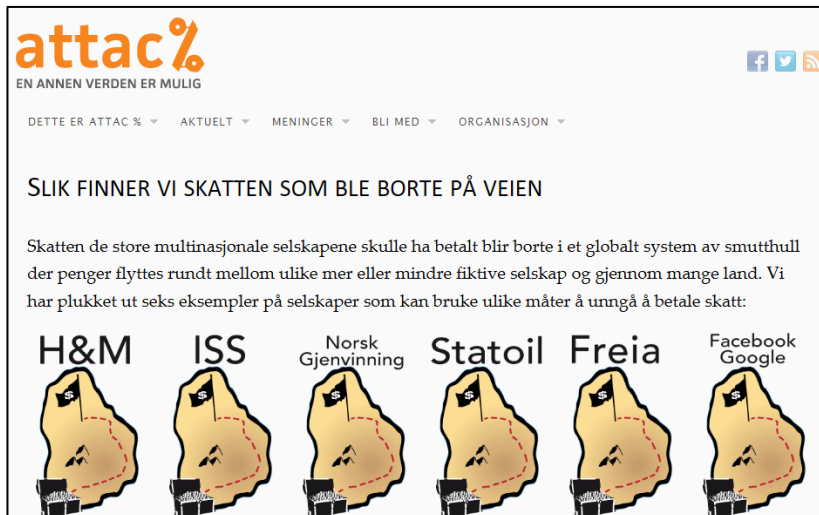 attac %
EN ANNEN VERDEN ER MULIG
DETTE ER ATTAC % AKTUELT MENINGER BLI MED ORGANISASJON
SLIK FINNER VI SKATTEN SOM BLE BORTE PÅ VEIEN
Skatten de store multinasjonale selskapene skulle ha betalt blir borte i et globalt system av smutthull
der penger flyttes rundt mellom ulike mer eller mindre fiktive selskap og gjennom mange land. Vi
har plukket ut seks eksempler på selskaper som kan bruke ulike måter å unngå å betale skatt:
H&M ISS Norsk Gjenvinning Statoil Freia Facebook Google
$ $ $ $ $ $